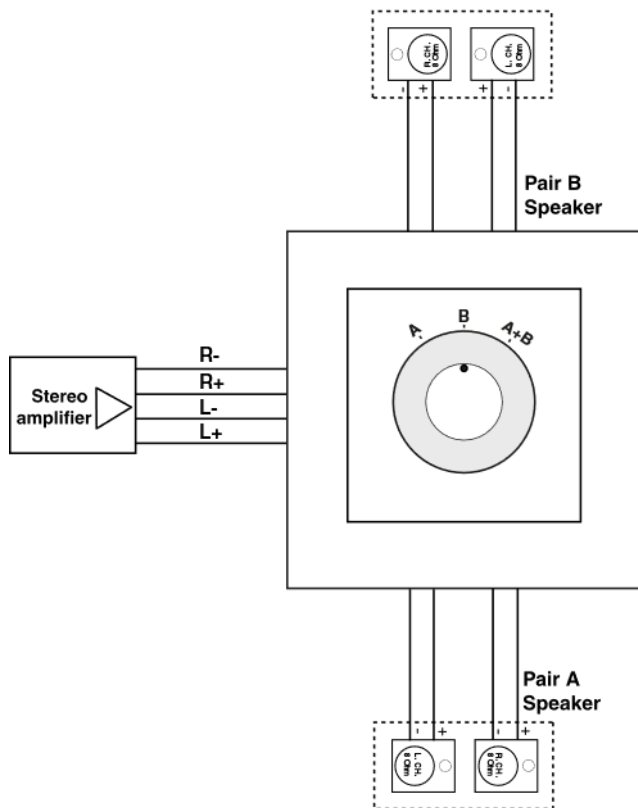 R. CH.
8 Ohm
L. CH.
8 Ohm
- +
+ -
Pair B
Speaker
A
B
A+B
R-
R+
L-
L+
Stereo
amplifier
Pair A
Speaker
- +
- +
L. CH.
8 Ohm
R. CH.
8 Ohm